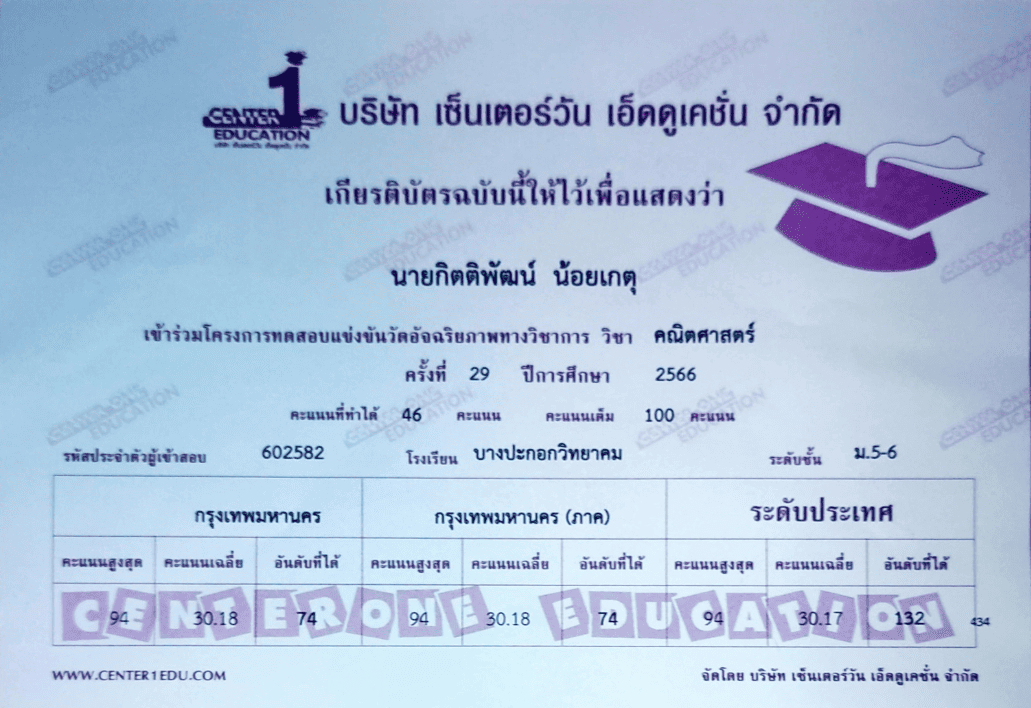 CENTER 1
EDUCATION
บริษัท เซ็นเตอร์วัน เอ็ดดูเคชั่น จำกัด
เกียรติบัตรฉบับนี้ให้ไว้เพื่อแสดงว่า
นายกิตติพัฒน์ น้อยเกตุ
เข้าร่วมโครงการทดสอบแข่งขันวัดอัจฉริยภาพทางวิชาการ วิชา คณิตศาสตร์
ครั้งที่ 29 ปีการศึกษา 2566
คะแนนที่ทำได้ 46 คะแนน คะแนนเต็ม 100 คะแนน
รหัสประจำตัวผู้เข้าสอบ 602582 โรงเรียน บางปะกอกวิทยาคม ระดับชั้น ม.5-6
กรุงเทพมหานคร กรุงเทพมหานคร (ภาค) ระดับประเทศ
คะแนนสูงสุด คะแนนเฉลี่ย อันดับที่ได้ คะแนนสูงสุด คะแนนเฉลี่ย อันดับที่ได้ คะแนนสูงสุด คะแนนเฉลี่ย อันดับที่ได้
94 30.18 74 94 30.18 74 94 30.17 132 434
CENTER ONE EDUCATION
WWW.CENTER1EDU.COM จัดโดย บริษัท เซ็นเตอร์วัน เอ็ดดูเคชั่น จำกัด